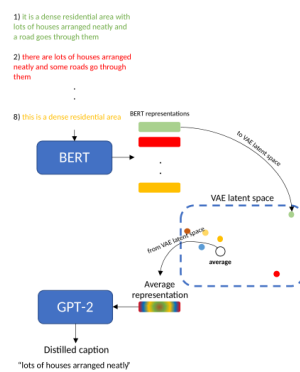 1) it is a dense residential area with
lots of houses arranged neatly and
a road goes through them
2) there are lots of houses arranged
neatly and some roads go through
them
.
.
8) this is a dense residential area
BERT representations
BERT
.
.
to VAE latent space
VAE latent space
from VAE latent space
average
Average
representation
GPT-2
Distilled caption
"lots of houses arranged neatly"